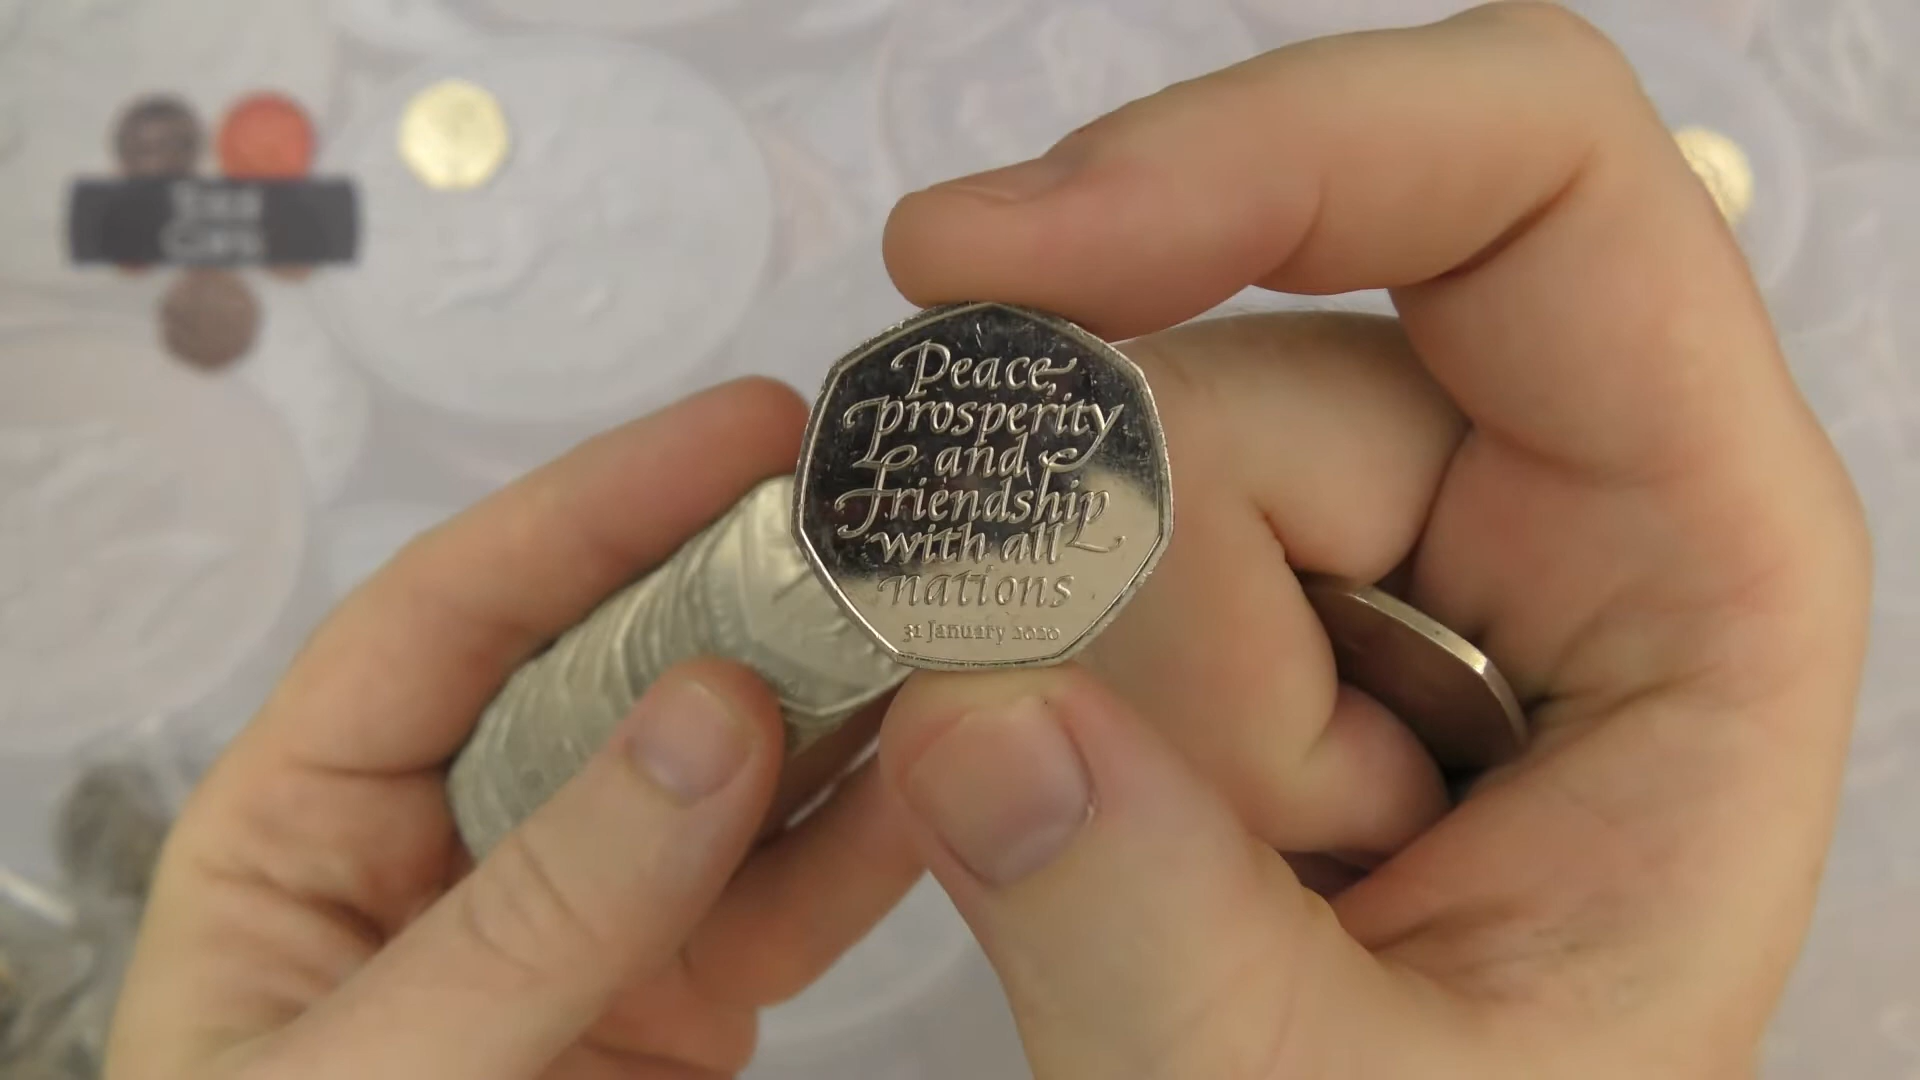 Peace,
prosperity
and
friendship
with all
nations
31 January 2020